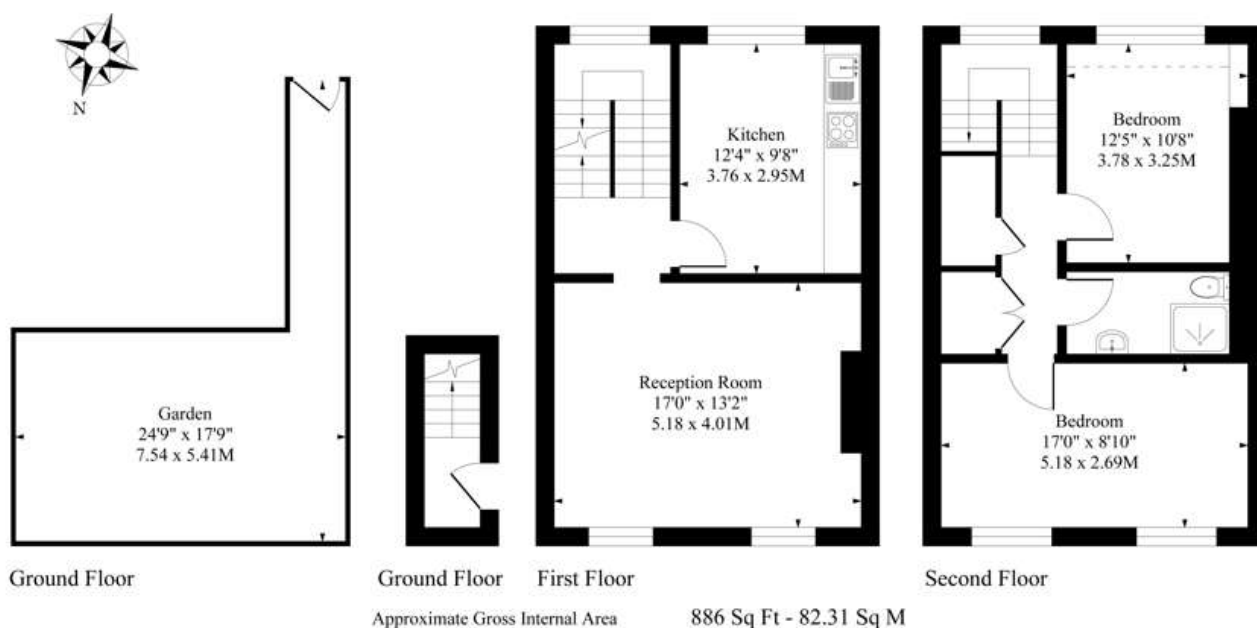 N
Garden
24'9" x 17'9"
7.54 x 5.41M
Ground Floor
Ground Floor
Kitchen
12'4" x 9'8"
3.76 x 2.95M
Reception Room
17'0" x 13'2"
5.18 x 4.01M
First Floor
Bedroom
12'5" x 10'8"
3.78 x 3.25M
Bedroom
17'0" x 8'10"
5.18 x 2.69M
Second Floor
Approximate Gross Internal Area 886 Sq Ft - 82.31 Sq M